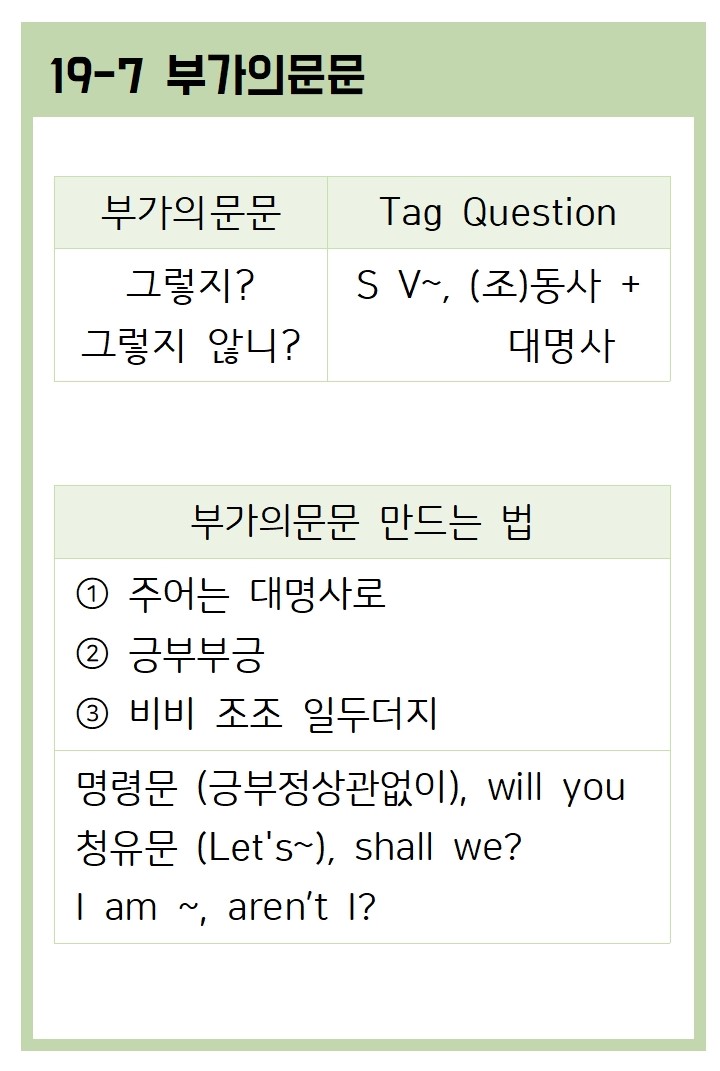 19-7 부가의문문
부가의문문 Tag Question
그렇지? S V~, (조)동사 +
그렇지 않니? 대명사
부가의문문 만드는 법
① 주어는 대명사로
② 긍부부긍
③ 비비 조조 일두더지
명령문 (긍부정상관없이), will you
청유문 (Let's~), shall we?
I am ~, aren’t I?